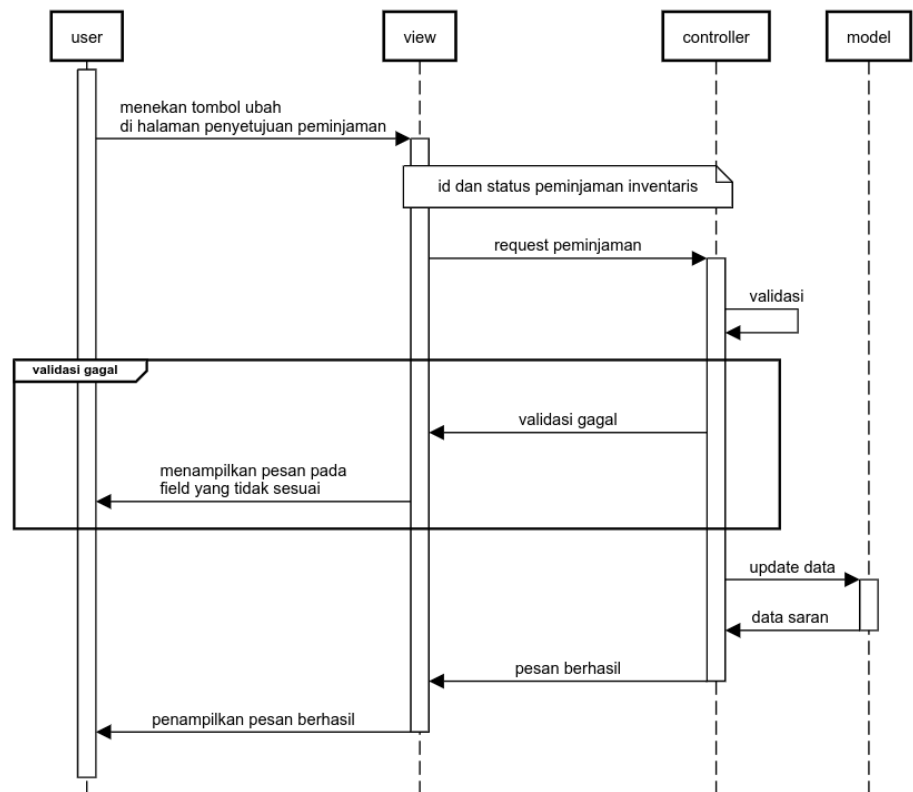 user
view
controller
model
menekan tombol ubah
di halaman penyetujuan peminjaman
id dan status peminjaman inventaris
request peminjaman
validasi
validasi gagal
validasi gagal
menampilkan pesan pada
field yang tidak sesuai
update data
data saran
pesan berhasil
penampilkan pesan berhasil